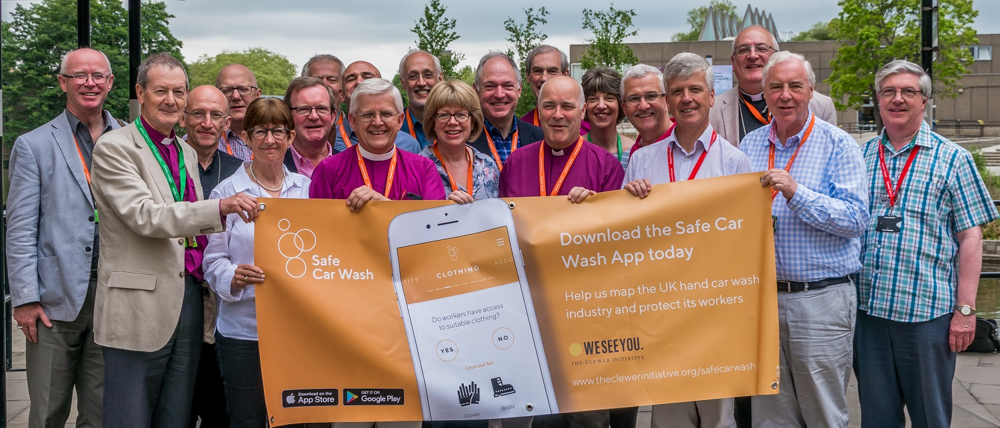 Safe
Car Wash
Download on the
App Store
GET IT ON
Google Play
TITY
CLOTHING
ACCO
Do workers have access
to suitable clothing?
YES
NO
Look out for:
Gloves
Boots
Download the Safe Car
Wash App today
Help us map the UK hand car wash
industry and protect its workers
WESEEYOU.
THE CLEWER INITIATIVE
www.theclewerinitiative.org/safecarwash